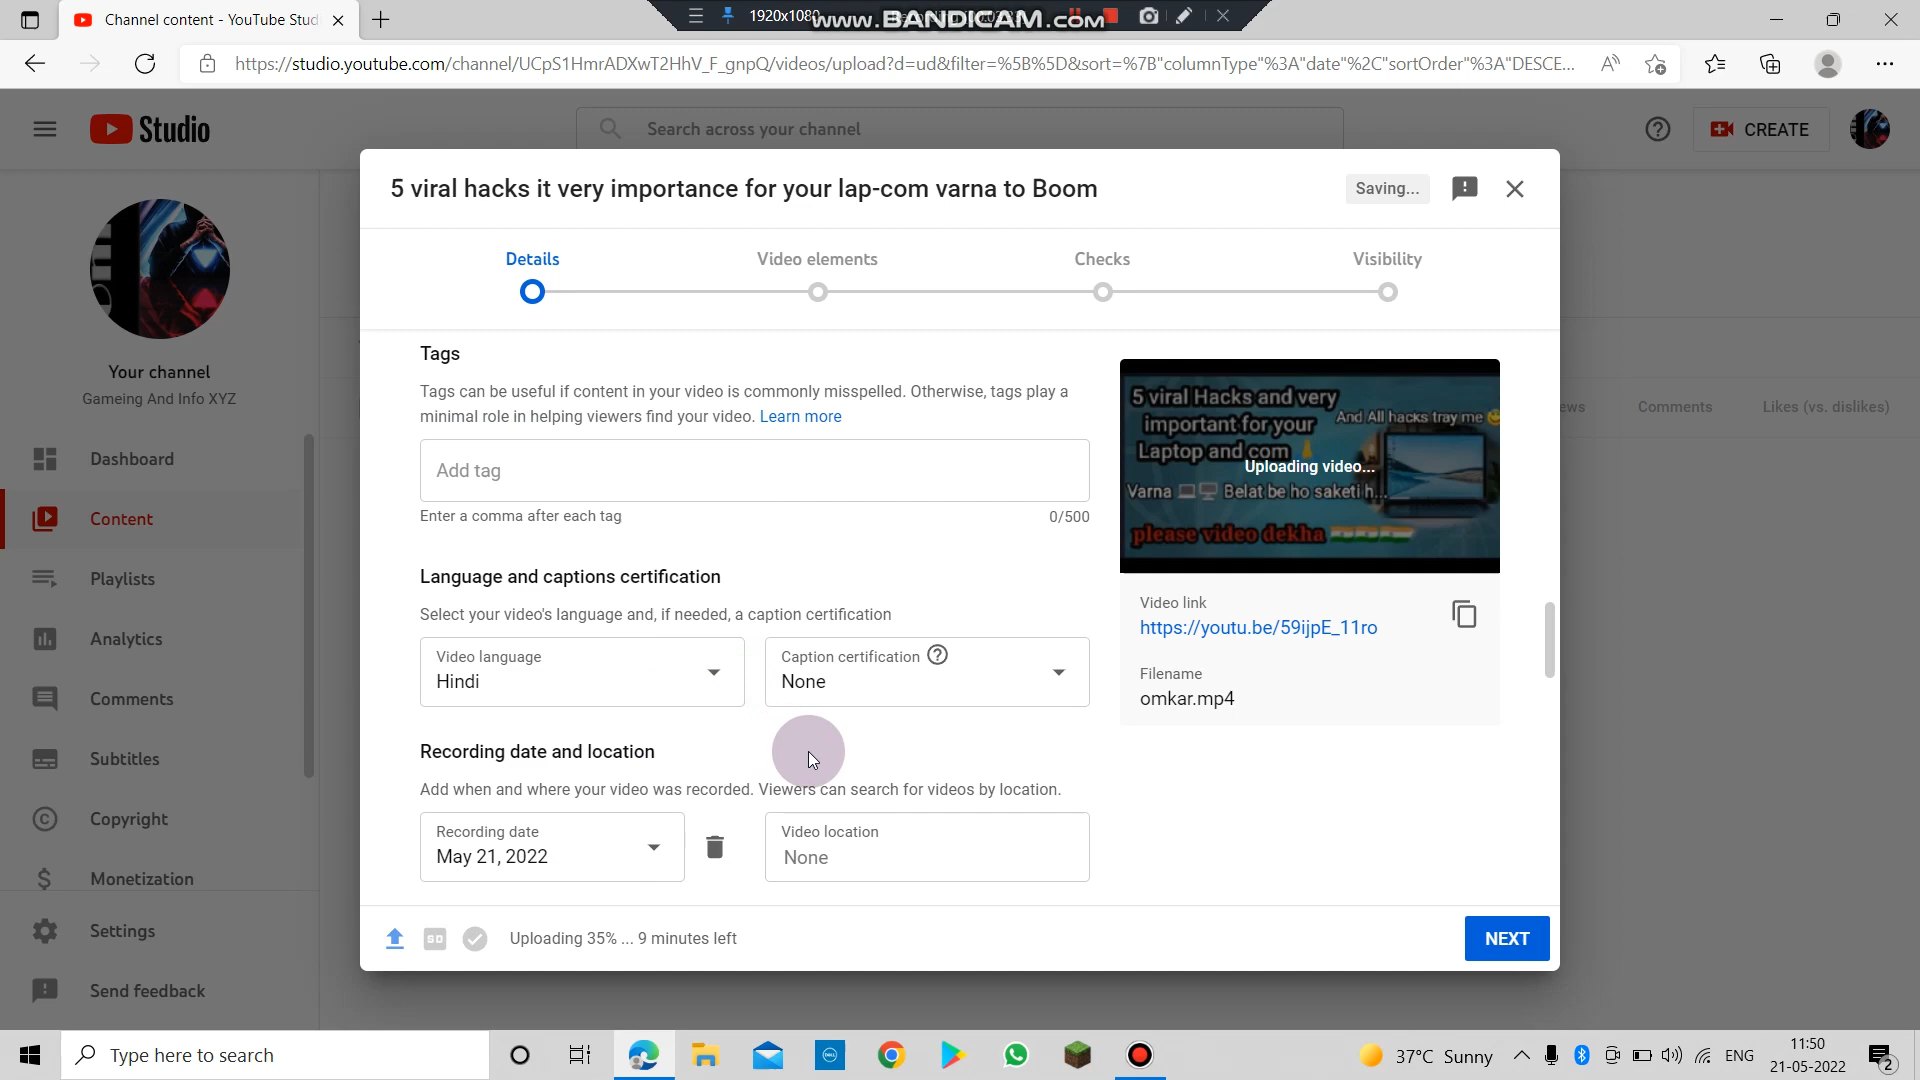 Channel content - YouTube Stud
1920x1080
www.BANDICAM.com
https://studio.youtube.com/channel/UCpS1HmrADXwT2HhV_F_gnpQ/videos/upload?d=ud&filter=%5B%5D&sort=%7B"columnType"%3A"date"%2C"sortOrder"%3A"DESCE...
Studio
Search across your channel
CREATE
5 viral hacks it very importance for your lap-com varna to Boom
Saving...
Details
Video elements
Checks
Visibility
Your channel
Gameing And Info XYZ
Dashboard
Content
Playlists
Analytics
Comments
Subtitles
Copyright
Monetization
Settings
Send feedback
Tags
Tags can be useful if content in your video is commonly misspelled. Otherwise, tags play a
minimal role in helping viewers find your video. Learn more
Add tag
Enter a comma after each tag
0/500
Language and captions certification
Select your video's language and, if needed, a caption certification
Video language
Hindi
Caption certification
None
Recording date and location
Add when and where your video was recorded. Viewers can search for videos by location.
Recording date
May 21, 2022
Video location
None
5 viral Hacks and very
important for your
Laptop and com
And All hacks tray me
Uploading video...
Varna Belat be ho saketi h...
please video dekha
Video link
https://youtu.be/59ijpE_11ro
Filename
omkar.mp4
ews
Comments
Likes (vs. dislikes)
SD
Uploading 35% ... 9 minutes left
NEXT
Type here to search
DELL
37°C Sunny
ENG
11:50
21-05-2022
2